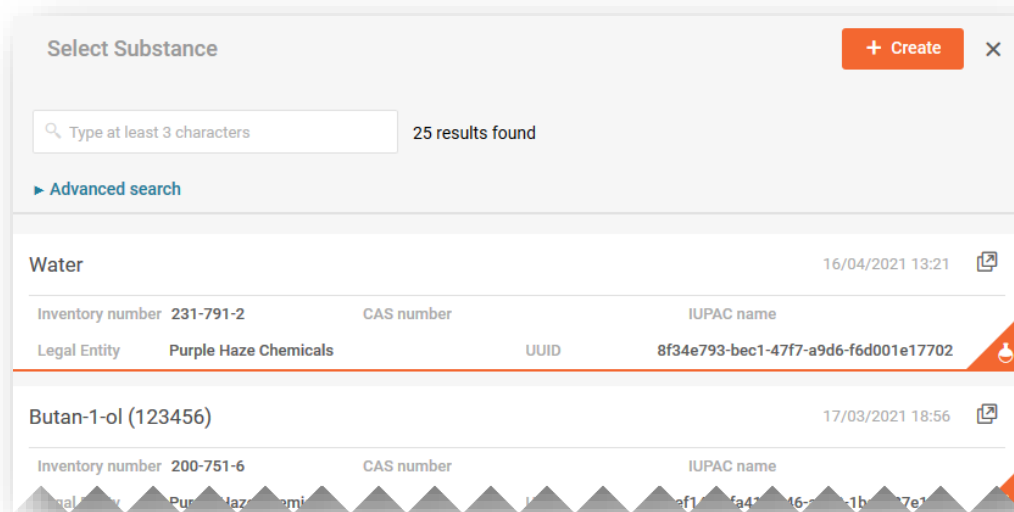 Select Substance
+ Create ×
Type at least 3 characters 25 results found
▸ Advanced search
Water 16/04/2021 13:21
Inventory number 231-791-2 CAS number IUPAC name
Legal Entity Purple Haze Chemicals UUID 8f34e793-bec1-47f7-a9d6-f6d001e17702
Butan-1-ol (123456) 17/03/2021 18:56
Inventory number 200-751-6 CAS number IUPAC name